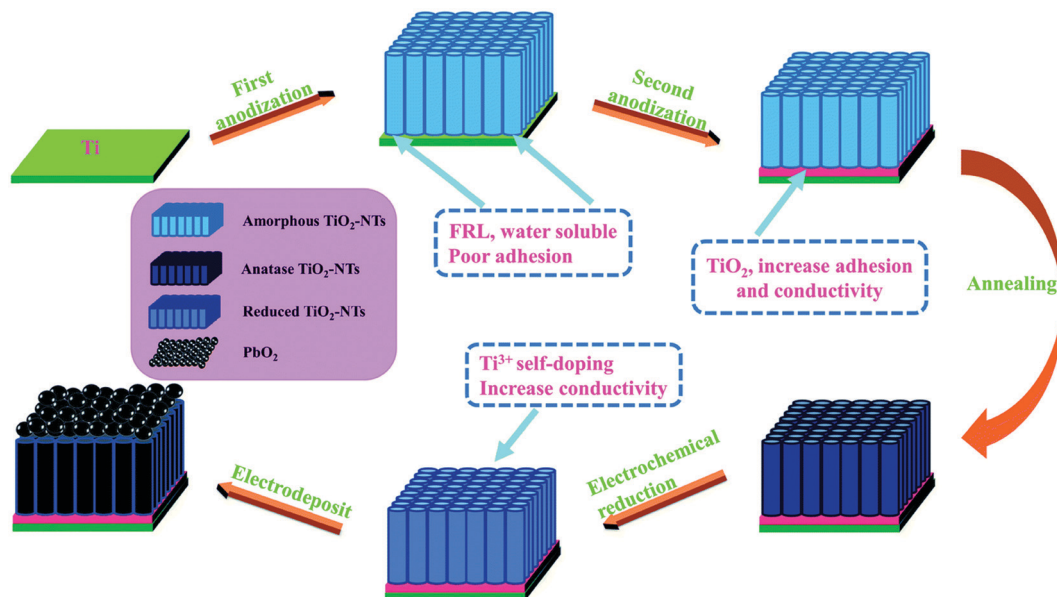 Ti
First
anodization
Second
anodization
FRL, water soluble
Poor adhesion
TiO₂, increase adhesion
and conductivity
Annealing
Amorphous TiO₂-NTs
Anatase TiO₂-NTs
Reduced TiO₂-NTs
PbO₂
Ti³⁺ self-doping
Increase conductivity
Electrochemical
reduction
Electrodeposit